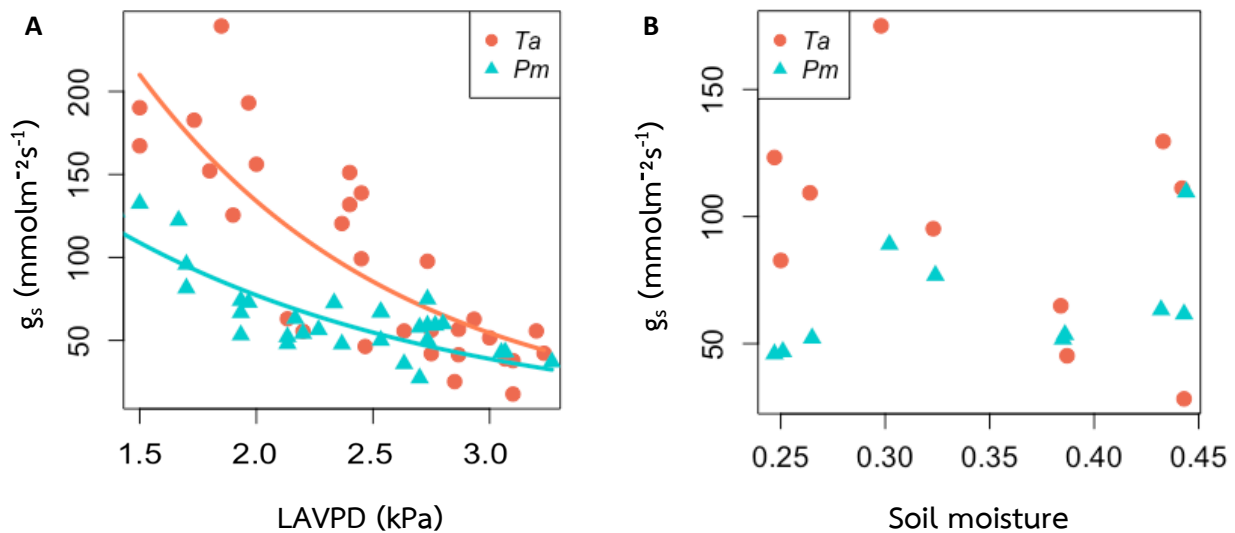 A
Ta
Pm
gₛ (mmolm⁻²s⁻¹)
50 100 150 200
1.5 2.0 2.5 3.0
LAVPD (kPa)
B
Ta
Pm
gₛ (mmolm⁻²s⁻¹)
50 100 150
0.25 0.30 0.35 0.40 0.45
Soil moisture